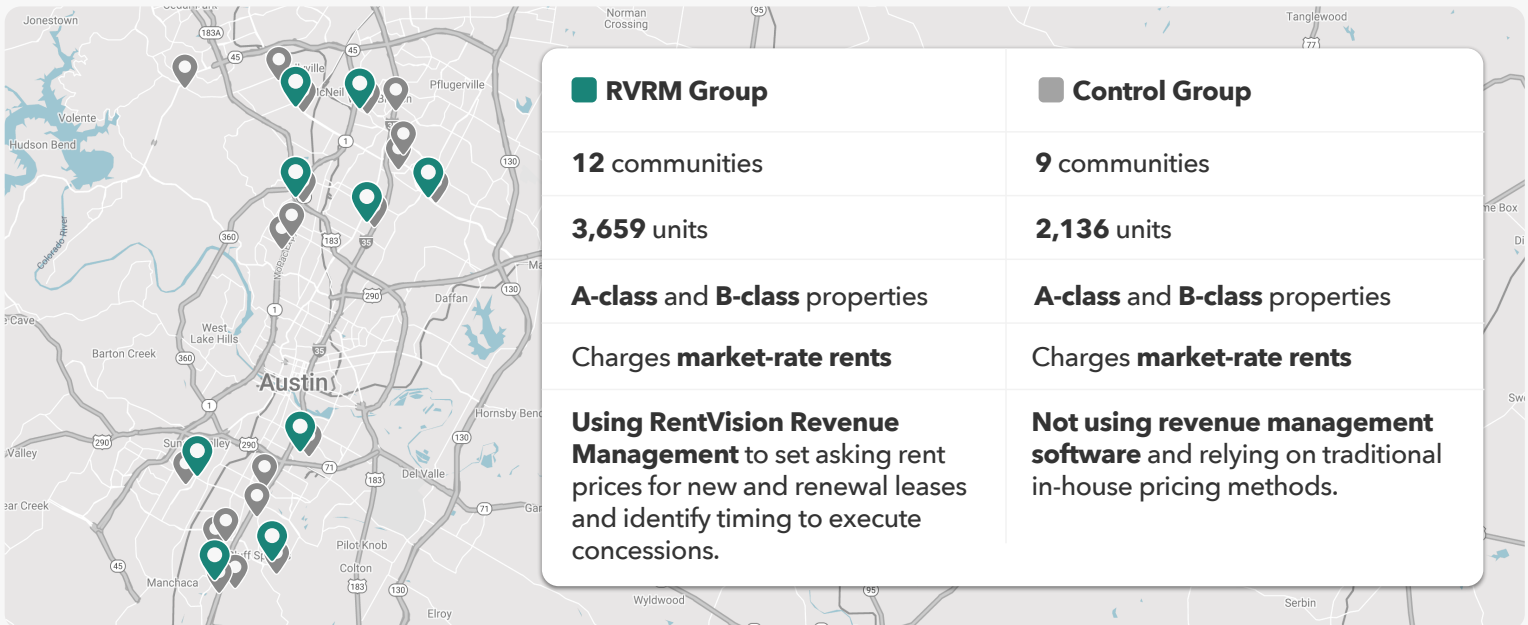 Jonestown
183A
45
45
McNeil
Pflugerville
Volente
Hudson Bend
1
130
Colorado River
360
183
35
290
Daffan
130
1
West
Lake Hills
Barton Creek
360
35
Austin
1
Hornsby Bend
290
290
130
71
Del Valle
183
71
Pilot Knob
Colton
45
Manchaca
183
130
Elroy
Norman
Crossing
95
Tanglewood
77
RVRM Group
Control Group
12 communities
9 communities
3,659 units
2,136 units
A-class and B-class properties
A-class and B-class properties
Charges market-rate rents
Charges market-rate rents
Using RentVision Revenue
Management to set asking rent
prices for new and renewal leases
and identify timing to execute
concessions.
Not using revenue management
software and relying on traditional
in-house pricing methods.
Wyldwood
95
Serbin